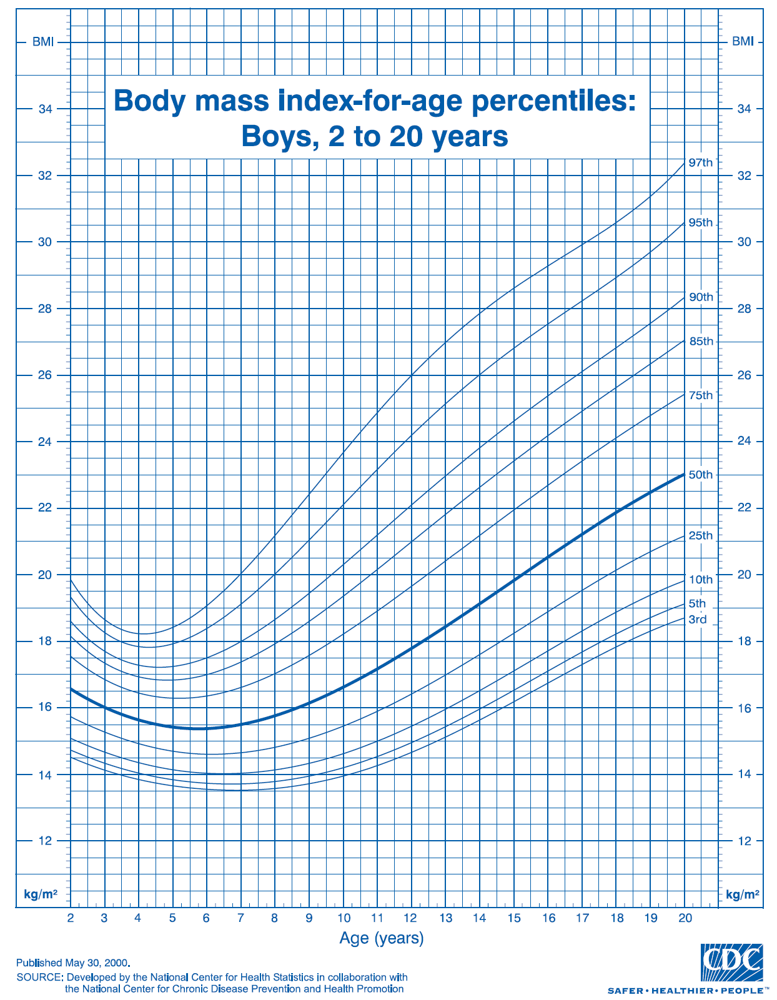 BMI
BMI
Body mass index-for-age percentiles:
Boys, 2 to 20 years
34
34
97th
32
32
95th
30
30
90th
28
28
85th
26
26
75th
24
24
50th
22
22
25th
20
20
10th
5th
3rd
18
18
16
16
14
14
12
12
kg/m²
kg/m²
2 3 4 5 6 7 8 9 10 11 12 13 14 15 16 17 18 19 20
Age (years)
Published May 30, 2000.
SOURCE: Developed by the National Center for Health Statistics in collaboration with
the National Center for Chronic Disease Prevention and Health Promotion
CDC
SAFER • HEALTHIER • PEOPLE™